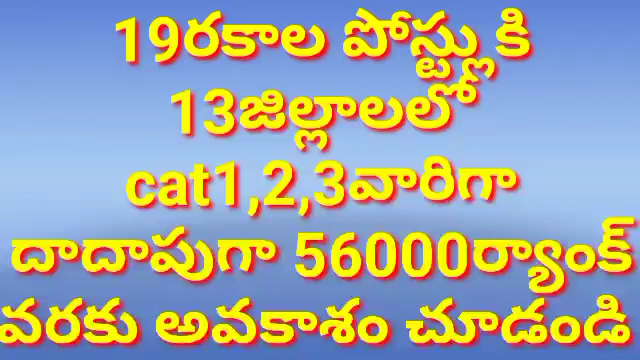 19రకాల పోస్ట్లుకి
13జిల్లాలలో
cat1,2,3వారిగా
దాదాపుగా 56000ర్యాంక్
వరకు అవకాశం చూడండి